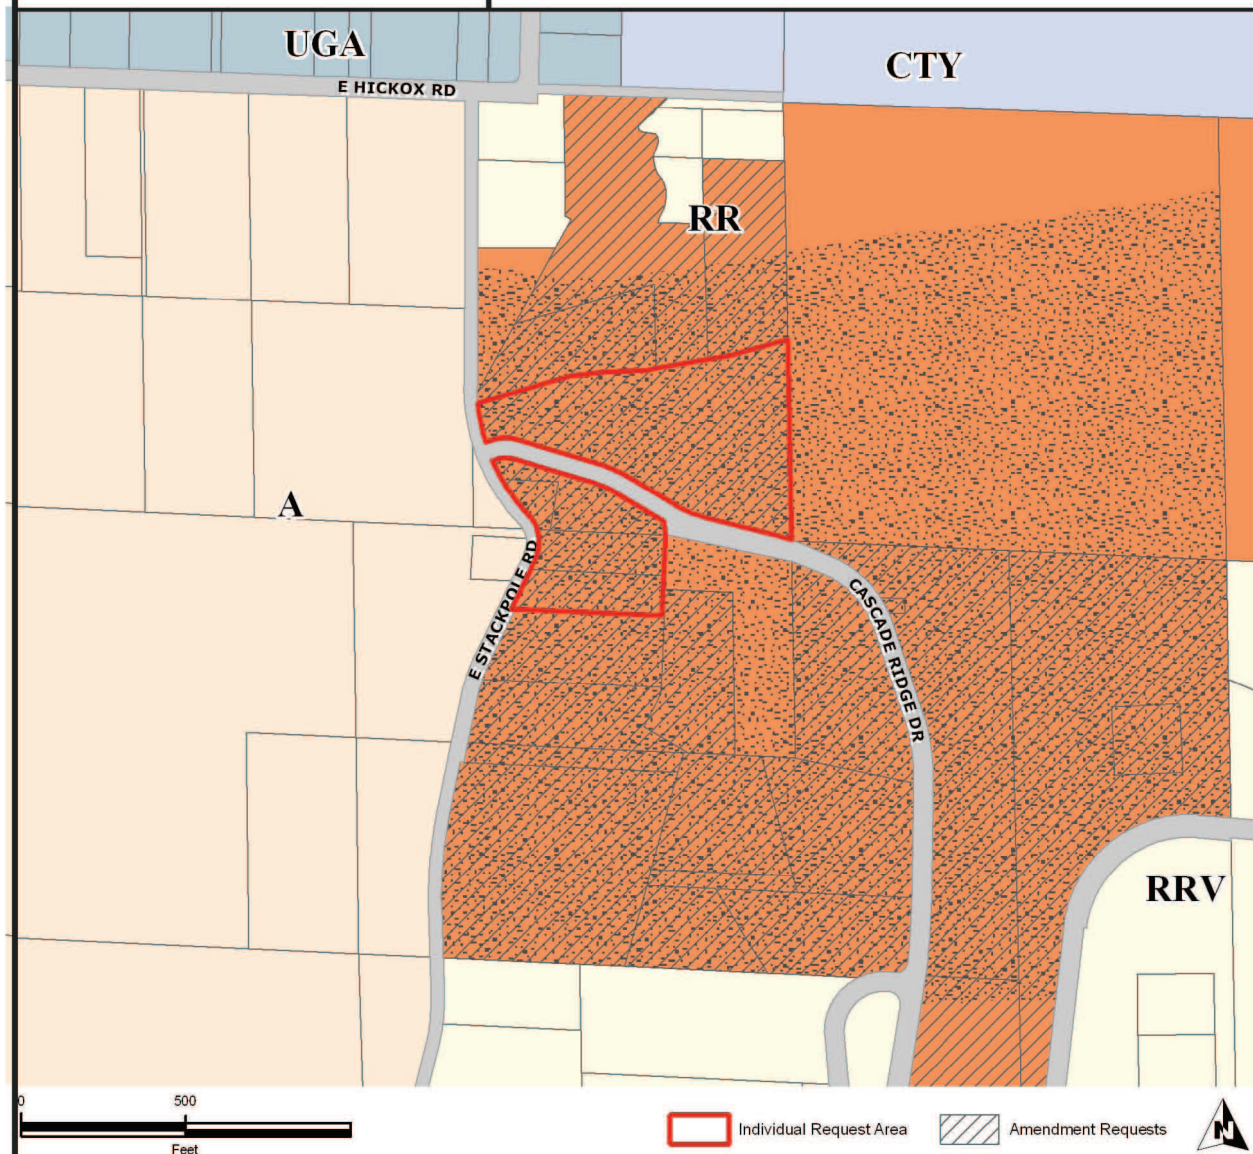 UGA
CTY
E HICKOX RD
RR
A
E STACKPOLE RD
CASCADE RIDGE DR
RRV
0 500
Feet
Individual Request Area
Amendment Requests
N